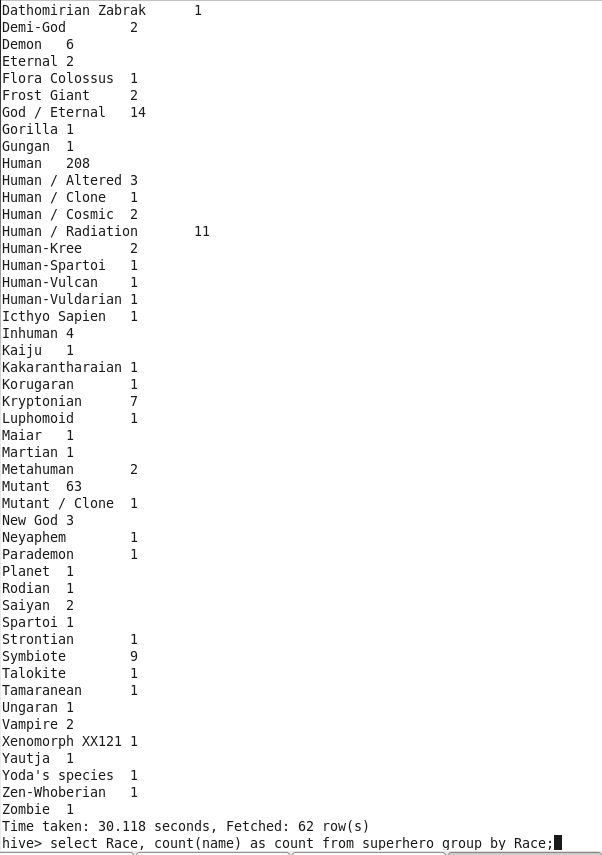 Dathomirian Zabrak	1
Demi-God	2
Demon	6
Eternal	2
Flora Colossus	1
Frost Giant	2
God / Eternal	14
Gorilla	1
Gungan	1
Human	208
Human / Altered	3
Human / Clone	1
Human / Cosmic	2
Human / Radiation	11
Human-Kree	2
Human-Spartoi	1
Human-Vulcan	1
Human-Vuldarian	1
Icthyo Sapien	1
Inhuman	4
Kaiju	1
Kakarantharaian	1
Korugaran	1
Kryptonian	7
Luphomoid	1
Maiar	1
Martian	1
Metahuman	2
Mutant	63
Mutant / Clone	1
New God	3
Neyaphem	1
Parademon	1
Planet	1
Rodian	1
Saiyan	2
Spartoi	1
Strontian	1
Symbiote	9
Talokite	1
Tamaranean	1
Ungaran	1
Vampire	2
Xenomorph XX121	1
Yautja	1
Yoda's species	1
Zen-Whoberian	1
Zombie	1
Time taken: 30.118 seconds, Fetched: 62 row(s)
hive> select Race, count(name) as count from superhero group by Race;